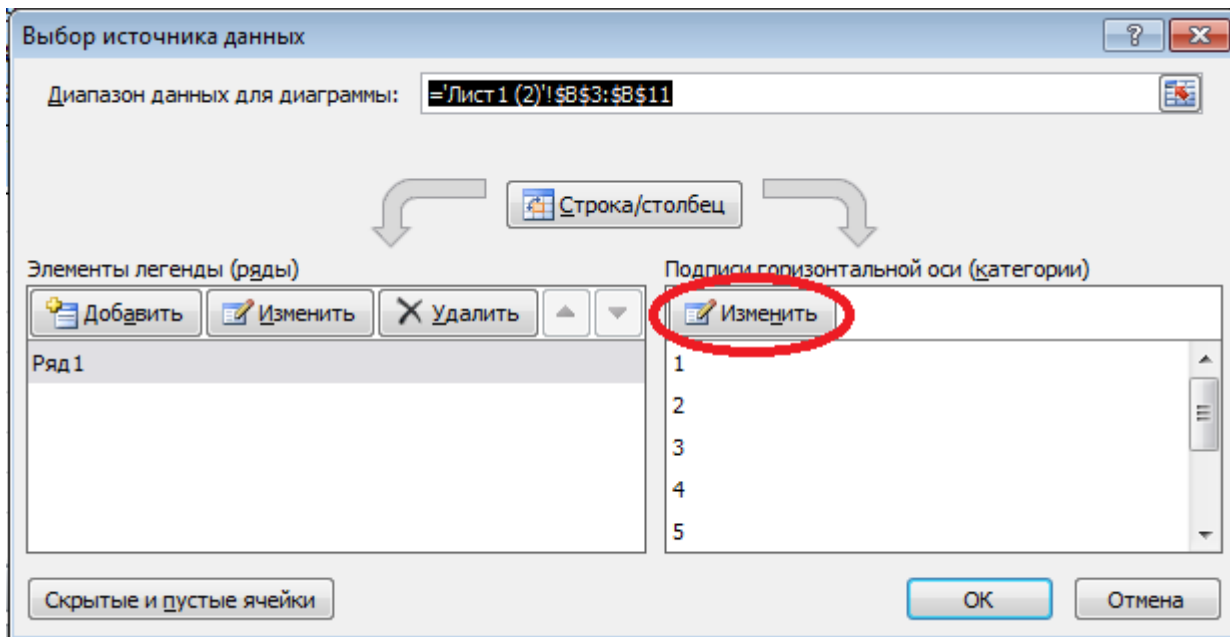 Выбор источника данных
Диапазон данных для диаграммы: ='Лист1 (2)'!$B$3:$B$11
Строка/столбец
Элементы легенды (ряды)
Подписи горизонтальной оси (категории)
Добавить Изменить Удалить
Изменить
Ряд1
1
2
3
4
5
Скрытые и пустые ячейки
ОК Отмена